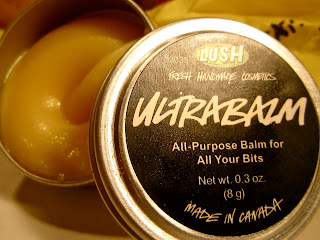 LUSH
FRESH HANDMADE COSMETICS
ULTRABALM
All-Purpose Balm for
All Your Bits
Net wt. 0.3 oz.
(8 g)
MADE IN CANADA